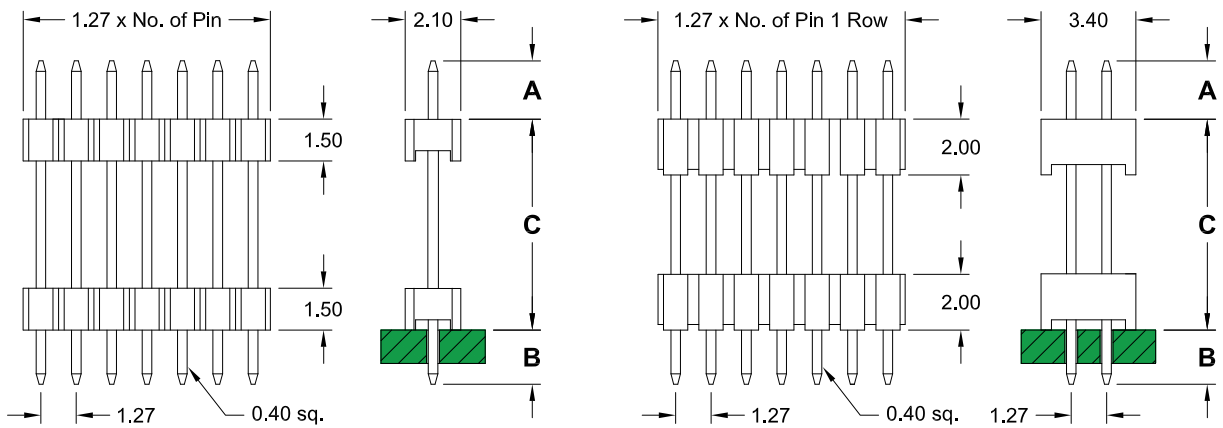 1.27 x No. of Pin
2.10
1.27 x No. of Pin 1 Row
3.40
A
A
1.50
2.00
C
C
1.50
2.00
B
B
1.27
0.40 sq.
1.27
0.40 sq.
1.27